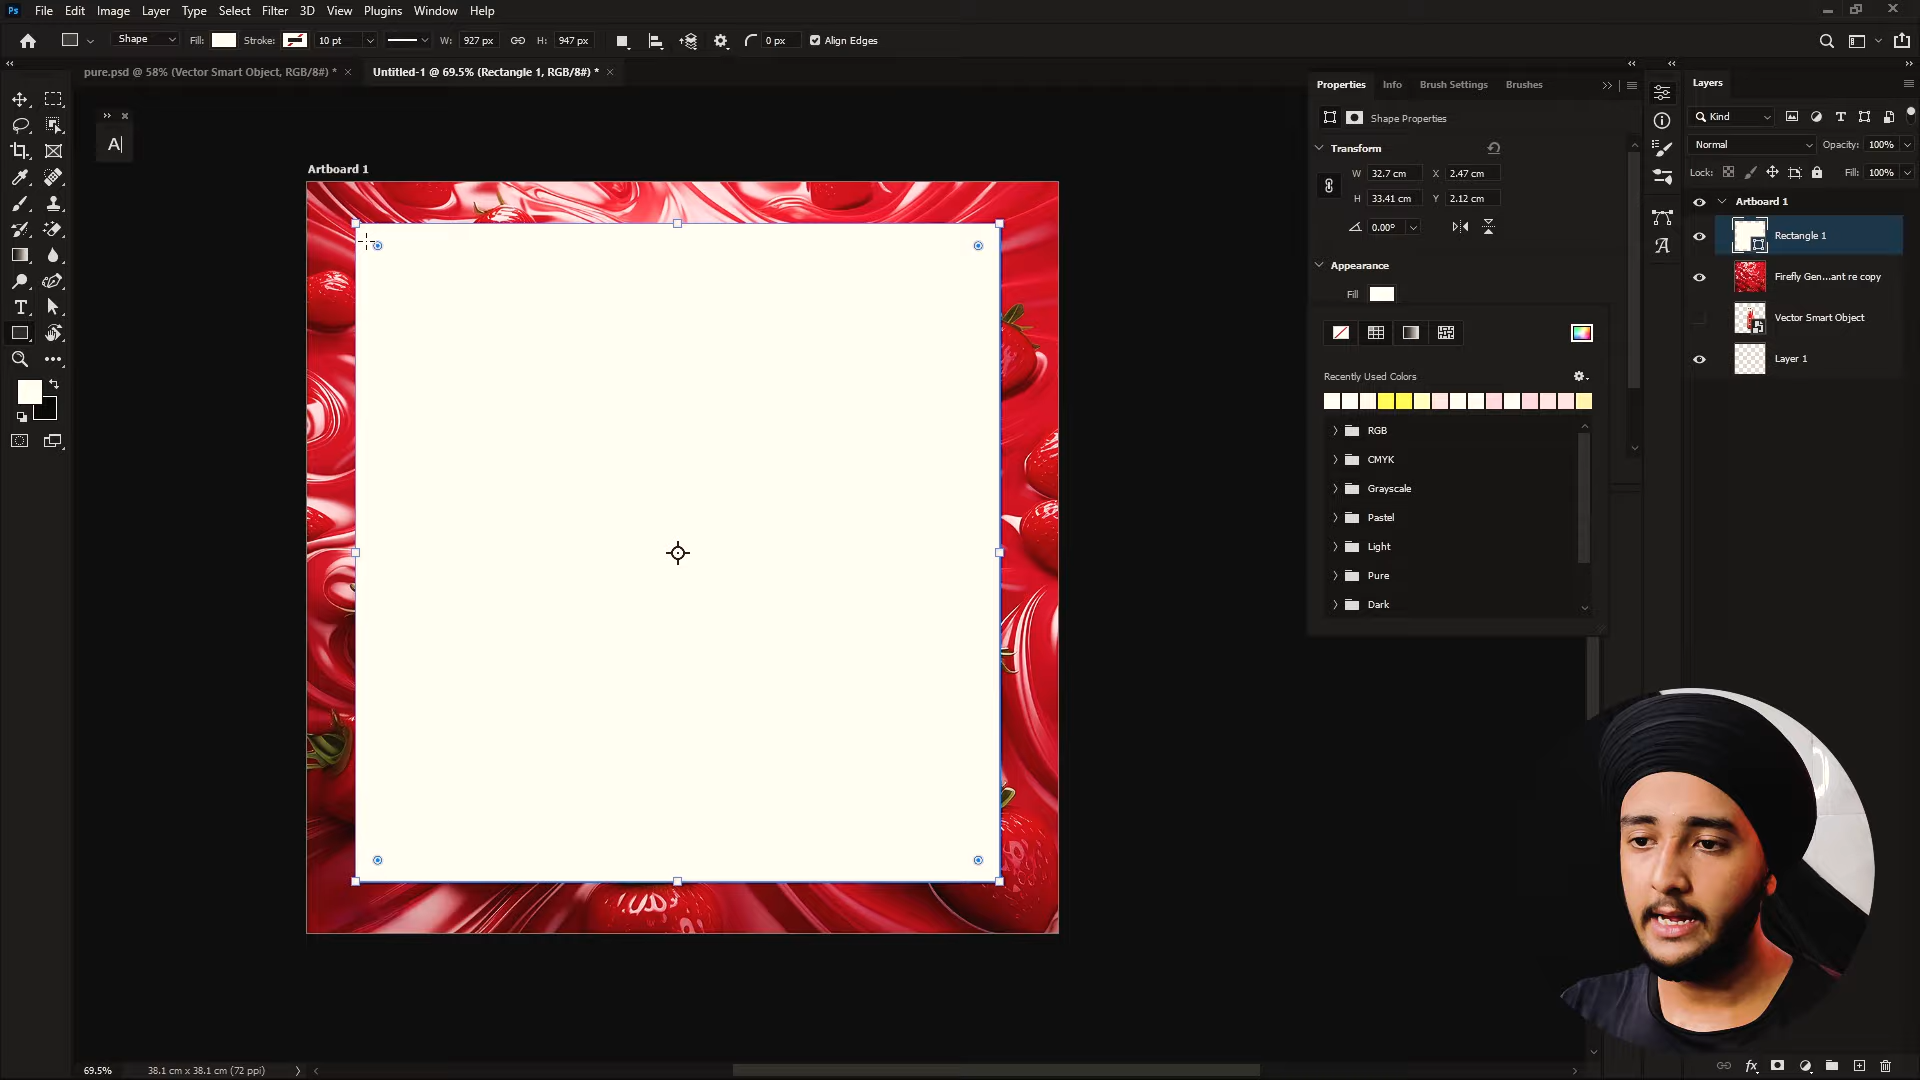 Ps File Edit Image Layer Type Select Filter 3D View Plugins Window Help
Shape Fill: Stroke: 10 pt W: 927 px H: 947 px 0 px Align Edges
pure.psd @ 58% (Vector Smart Object, RGB/8#) * Untitled-1 @ 69.5% (Rectangle 1, RGB/8#) *
A
Artboard 1
Properties Info Brush Settings Brushes
Shape Properties
Transform
W 32.7 cm X 2.47 cm
H 33.41 cm Y 2.12 cm
0.00°
Appearance
Fill
Recently Used Colors
RGB
CMYK
Grayscale
Pastel
Light
Pure
Dark
Layers
Kind
Normal Opacity: 100%
Lock: Fill: 100%
Artboard 1
Rectangle 1
Firefly Gen...ant re copy
Vector Smart Object
Layer 1
69.5% 38.1 cm x 38.1 cm (72 ppi)
fx